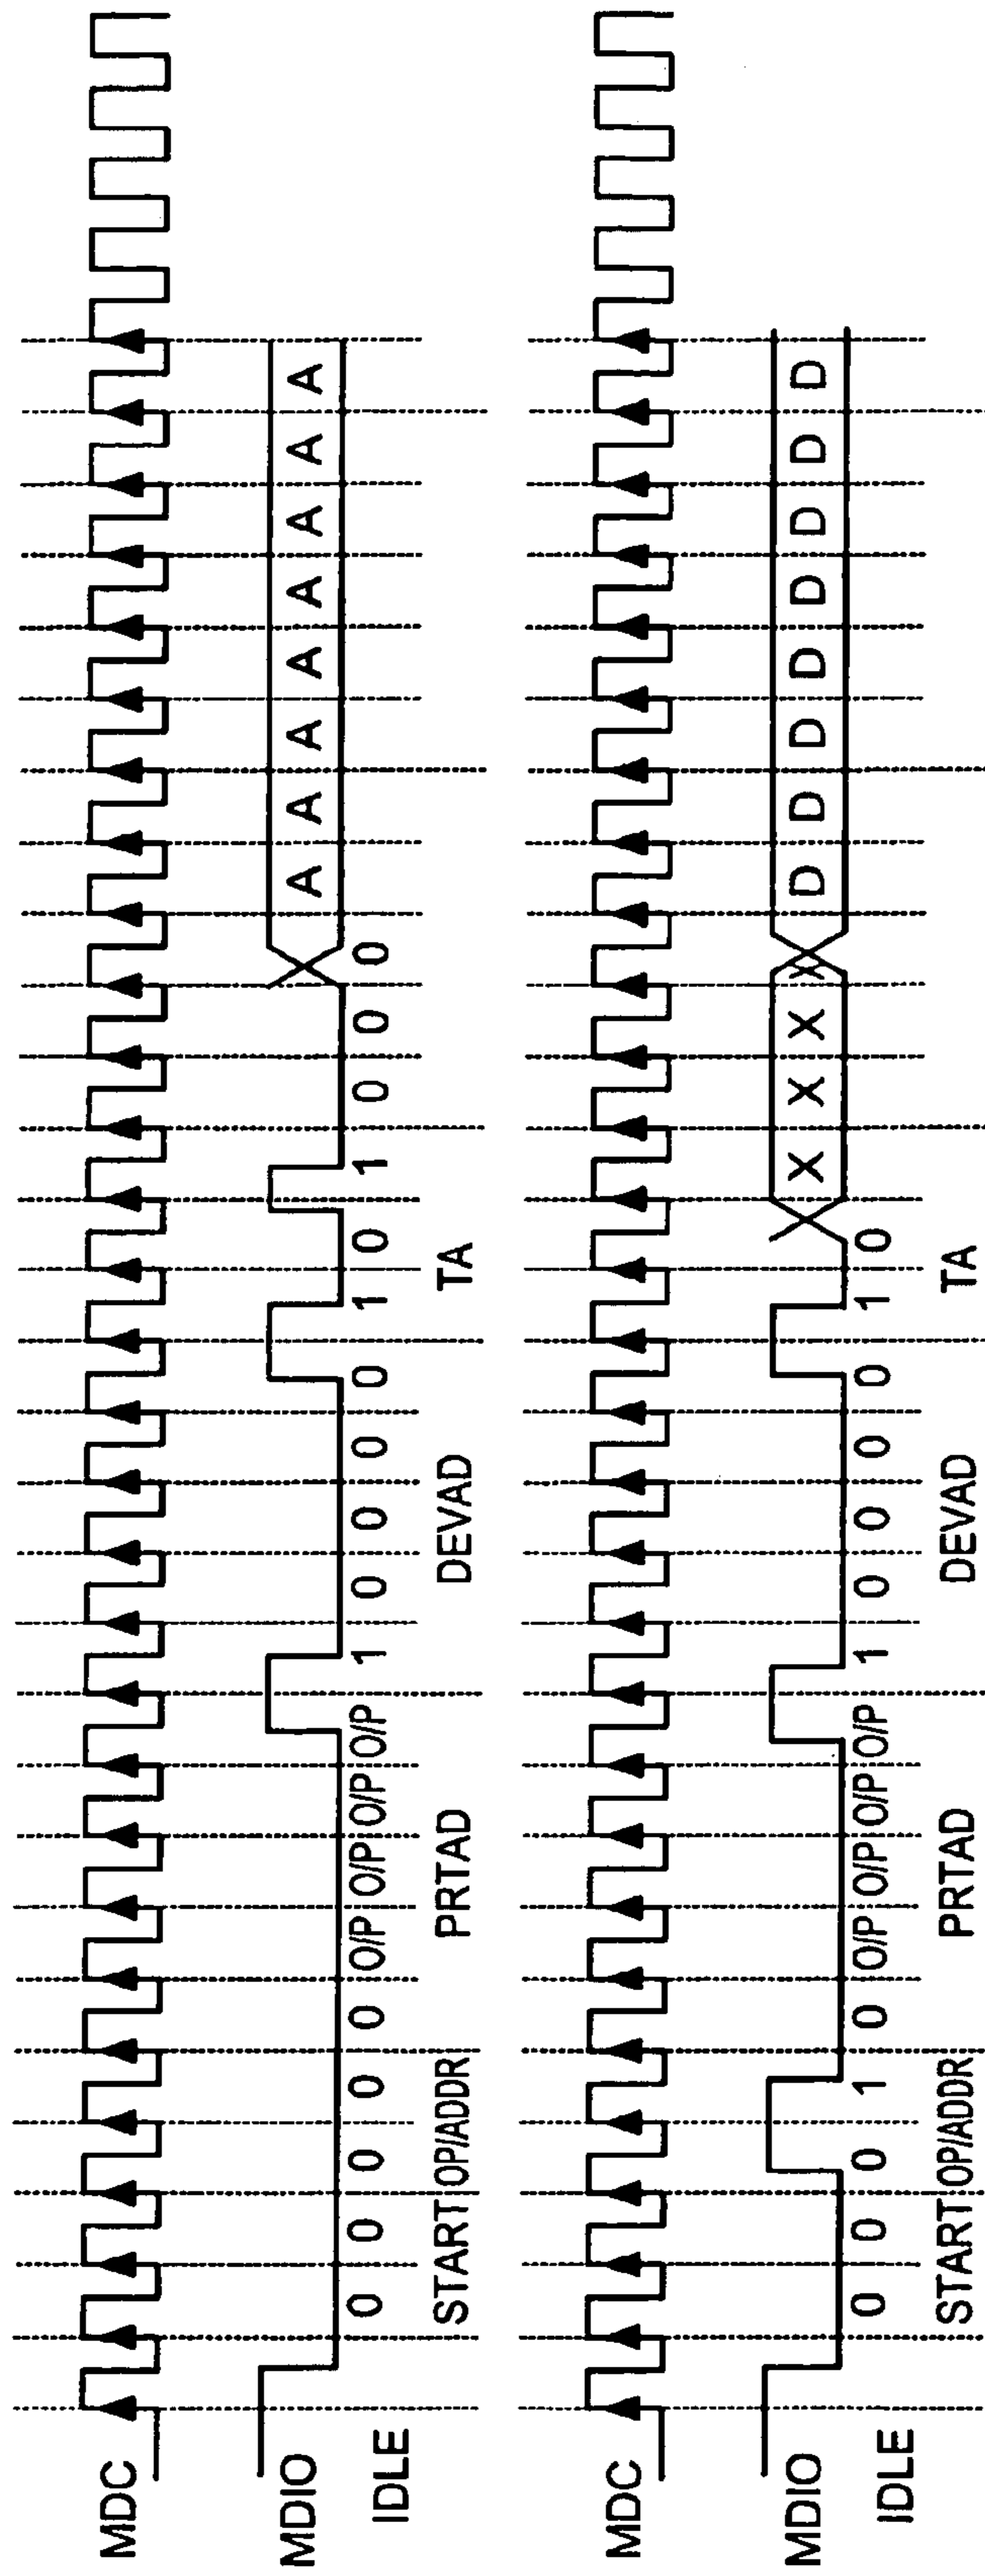 MDC
MDIO A A A A A A A A
0 0 0 0 0 O/P O/P O/P O/P 1 0 0 0 0 1 0 1 0 0 0
IDLE START OP/ADDR PRTAD DEVAD TA
MDC
MDIO X X X X D D D D D D D D
0 0 0 1 0 O/P O/P O/P O/P 1 0 0 0 0 1 0
IDLE START OP/ADDR PRTAD DEVAD TA